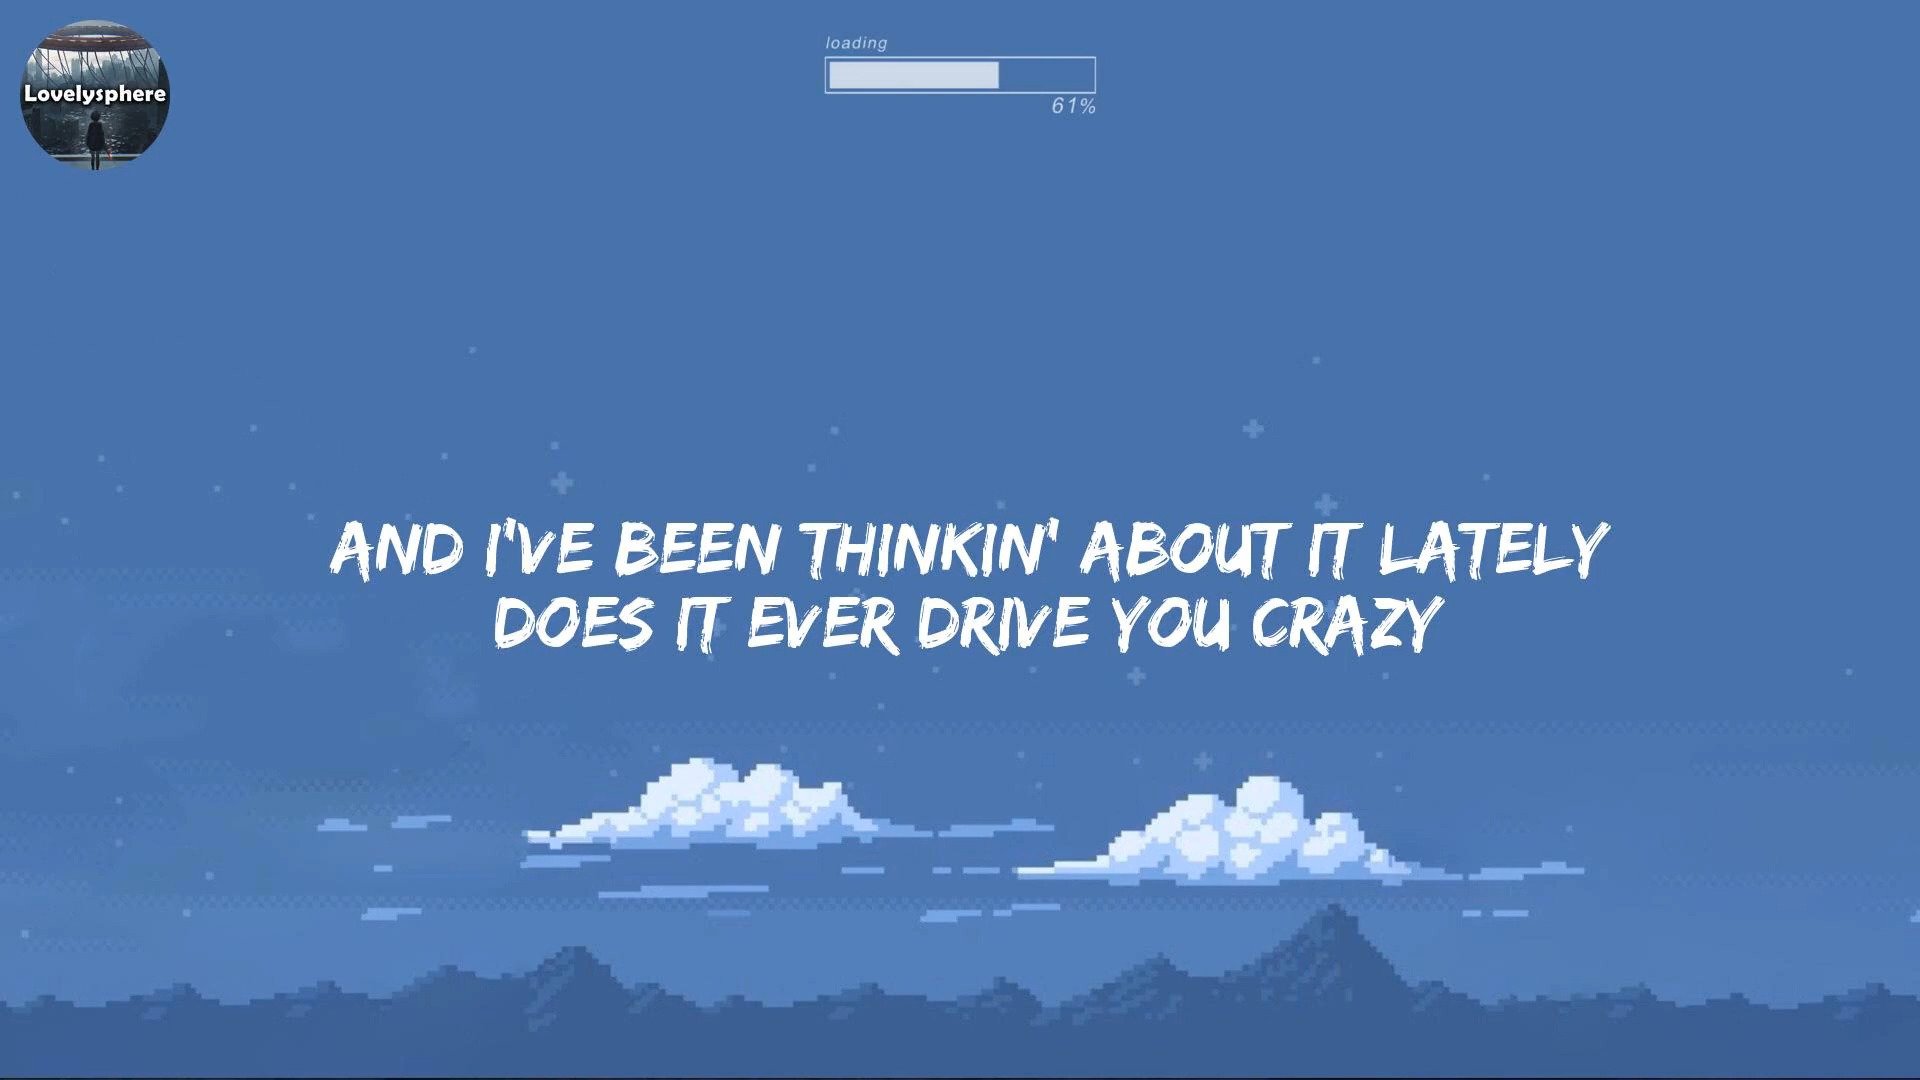 Lovelysphere
loading
61%
AND I'VE BEEN THINKIN' ABOUT IT LATELY
DOES IT EVER DRIVE YOU CRAZY